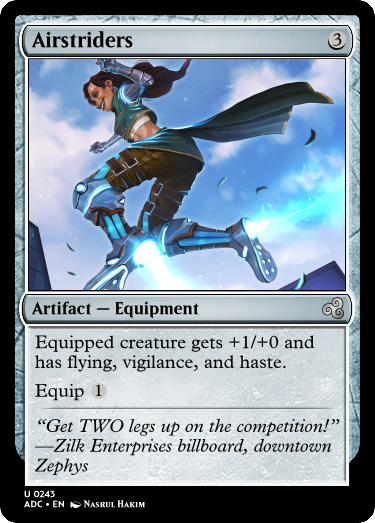 Airstriders 3
Artifact — Equipment
Equipped creature gets +1/+0 and
has flying, vigilance, and haste.
Equip 1
“Get TWO legs up on the competition!”
—Zilk Enterprises billboard, downtown
Zephys
U 0243
ADC • EN Nasrul Hakim